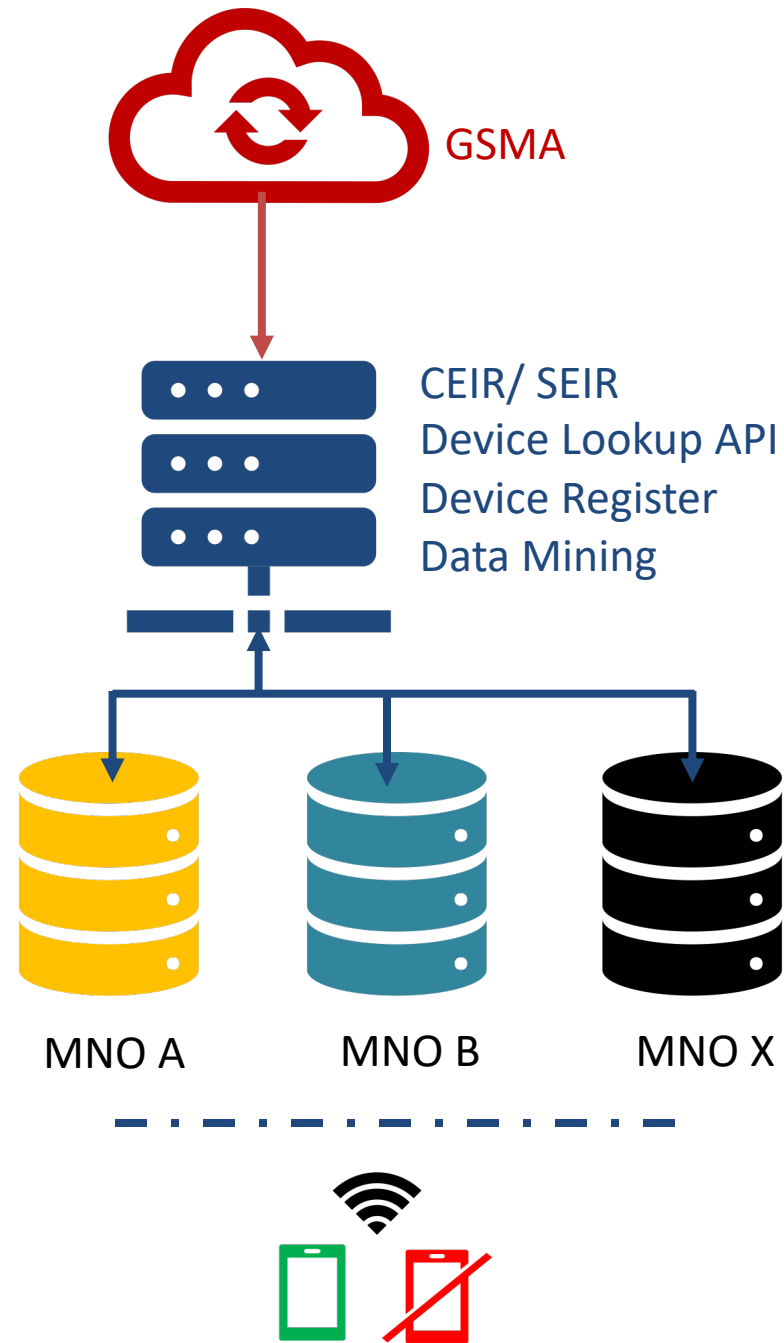 GSMA
CEIR/ SEIR
Device Lookup API
Device Register
Data Mining
MNO A
MNO B
MNO X